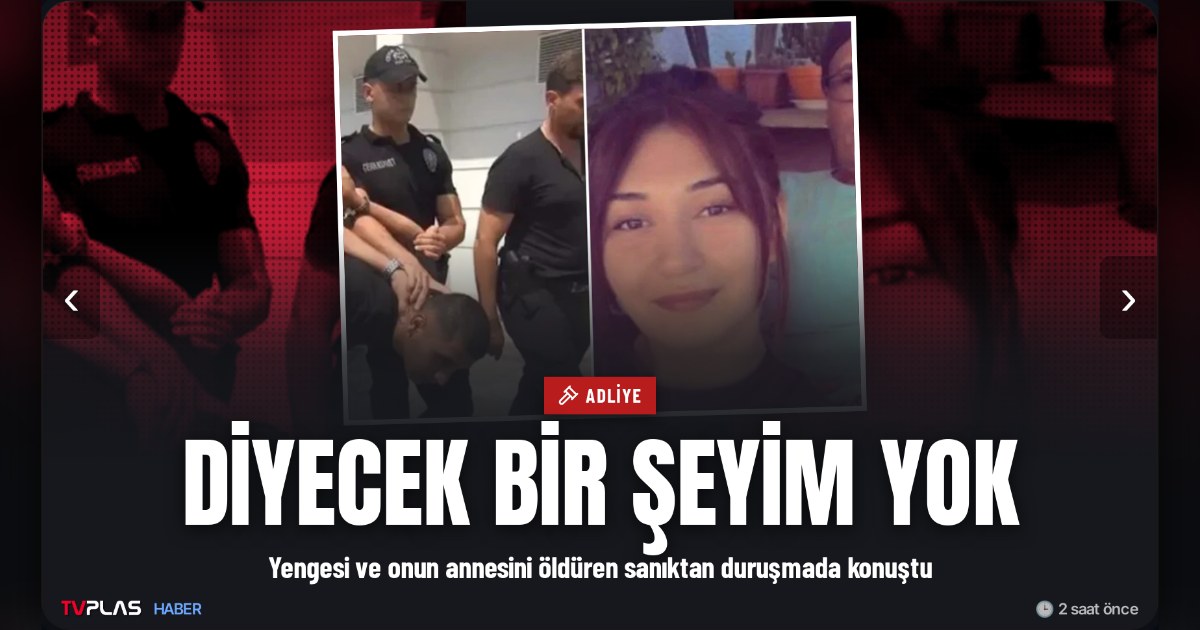 ADLİYE
DİYECEK BİR ŞEYİM YOK
Yengesi ve onun annesini öldüren sanıktan duruşmada konuştu
TVPLAS HABER
2 saat önce